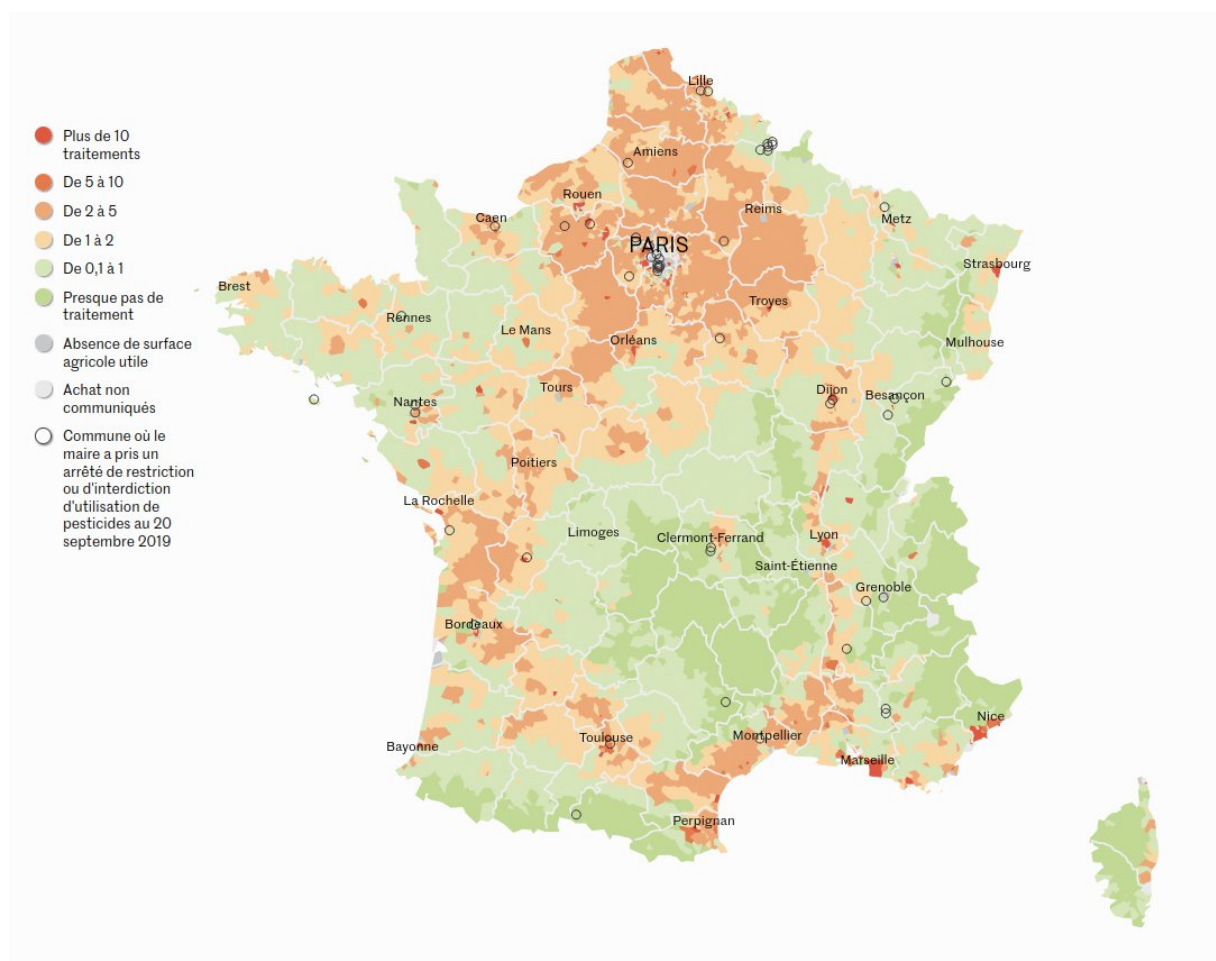 Plus de 10
traitements
De 5 à 10
De 2 à 5
De 1 à 2
De 0,1 à 1
Presque pas de
traitement
Absence de surface
agricole utile
Achat non
communiqués
Commune où le
maire a pris un
arrêté de restriction
ou d'interdiction
d'utilisation de
pesticides au 20
septembre 2019
Lille
Amiens
Rouen
Reims
Caen
Metz
PARIS
Strasbourg
Brest
Troyes
Rennes
Le Mans
Orléans
Mulhouse
Tours
Dijon
Besançon
Nantes
Poitiers
La Rochelle
Limoges
Clermont-Ferrand
Lyon
Saint-Étienne
Grenoble
Bordeaux
Nice
Toulouse
Montpellier
Bayonne
Marseille
Perpignan